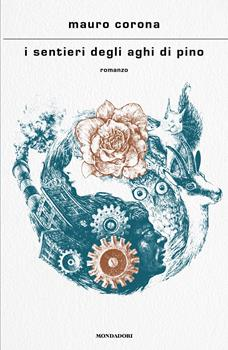 mauro corona
i sentieri degli aghi di pino
romanzo
MONDADORI